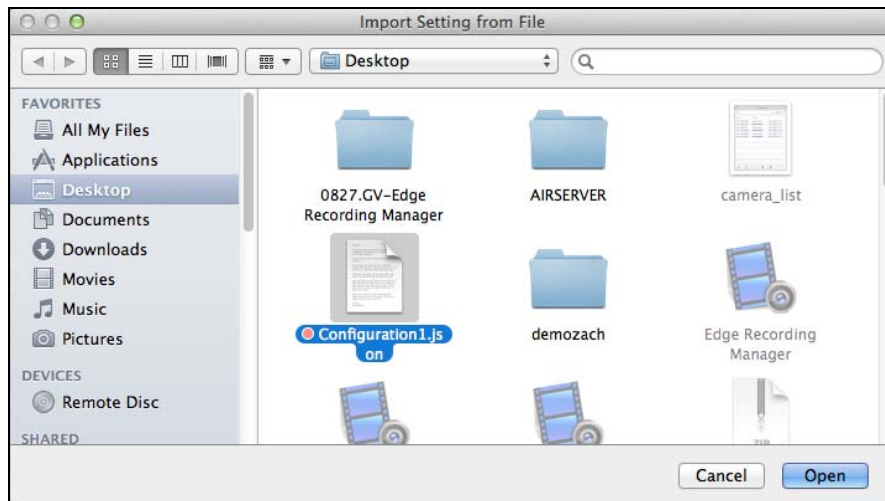 Import Setting from File
Desktop
FAVORITES
All My Files
Applications
Desktop
Documents
Downloads
Movies
Music
Pictures
DEVICES
Remote Disc
SHARED
0827.GV-Edge
Recording Manager
AIRSERVER
camera_list
Configuration1.js
on
demozach
Edge Recording
Manager
ZIP
Cancel
Open